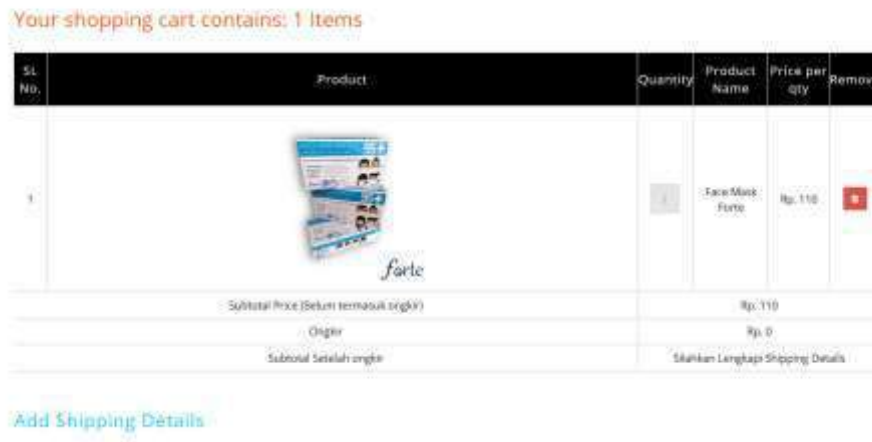 Your shopping cart contains: 1 Items
SL No.
Product
Quantity
Product Name
Price per qty
Remov
1
1
Face Mask Forte
Rp. 110
forte
Subtotal Price (Belum termasuk ongkir)
Rp. 110
Ongkir
Rp. 0
Subtotal Setelah ongkir
Silahkan Lengkapi Shipping Details
Add Shipping Details